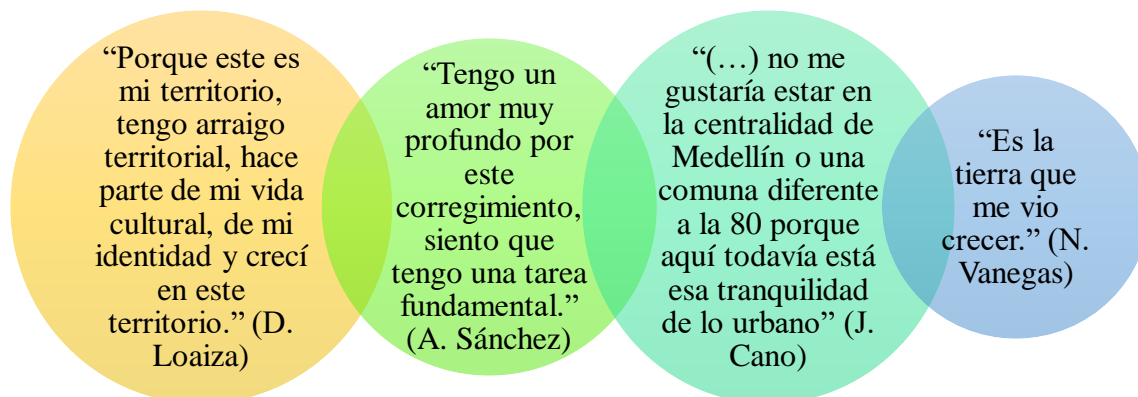 “Porque este es
mi territorio,
tengo arraigo
territorial, hace
parte de mi vida
cultural, de mi
identidad y crecí
en este
territorio.” (D.
Loaiza)
“Tengo un
amor muy
profundo por
este
corregimiento,
siento que
tengo una tarea
fundamental.”
(A. Sánchez)
“(…) no me
gustaría estar en
la centralidad de
Medellín o una
comuna diferente
a la 80 porque
aquí todavía está
esa tranquilidad
de lo urbano” (J.
Cano)
“Es la
tierra que
me vio
crecer.” (N.
Vanegas)